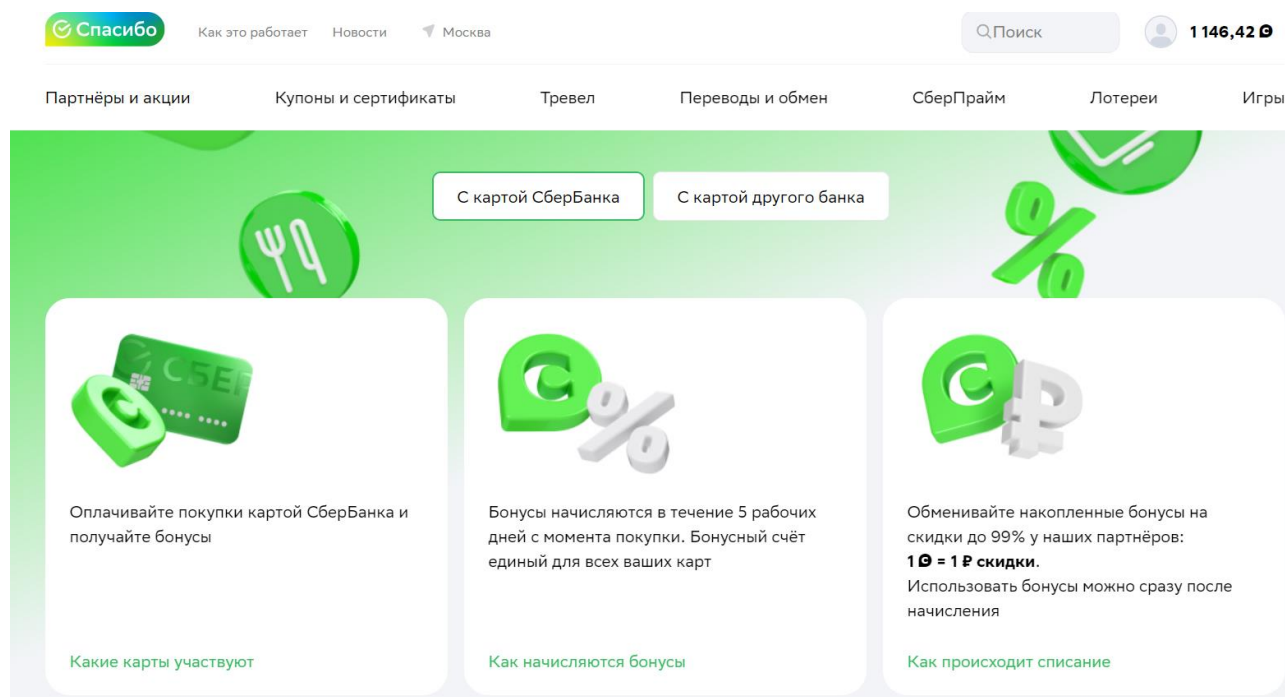 Спасибо
Как это работает Новости Москва
Поиск
1 146,42
Партнёры и акции Купоны и сертификаты Тревел Переводы и обмен СберПрайм Лотереи Игры
С картой СберБанка С картой другого банка
СБЕР
Оплачивайте покупки картой СберБанка и
получайте бонусы
Какие карты участвуют
Бонусы начисляются в течение 5 рабочих
дней с момента покупки. Бонусный счёт
единый для всех ваших карт
Как начисляются бонусы
Обменивайте накопленные бонусы на
скидки до 99% у наших партнёров:
1 = 1 ₽ скидки.
Использовать бонусы можно сразу после
начисления
Как происходит списание